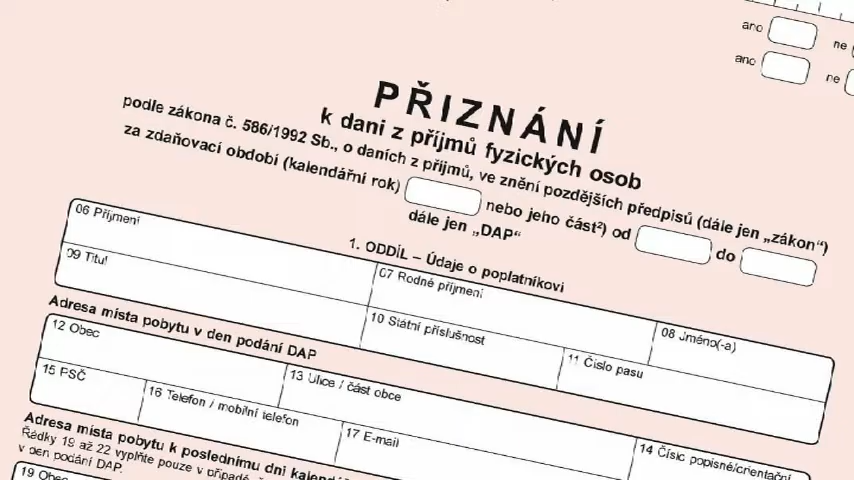 ano ne
ano ne
PŘIZNÁNÍ
k dani z příjmů fyzických osob
podle zákona č. 586/1992 Sb., o daních z příjmů, ve znění pozdějších předpisů (dále jen „zákon“)
za zdaňovací období (kalendářní rok) nebo jeho část²) od do
dále jen „DAP“
1. ODDÍL – Údaje o poplatníkovi
06 Příjmení
07 Rodné příjmení
08 Jméno(-a)
09 Titul
10 Státní příslušnost
11 Číslo pasu
Adresa místa pobytu v den podání DAP
12 Obec
13 Ulice / část obce
14 Číslo popisné/orientační
15 PSČ
16 Telefon / mobilní telefon
17 E-mail
Adresa místa pobytu k poslednímu dni kalendář
Řádky 19 až 22 vyplňte pouze v případě,
v den podání DAP.
19 Obec